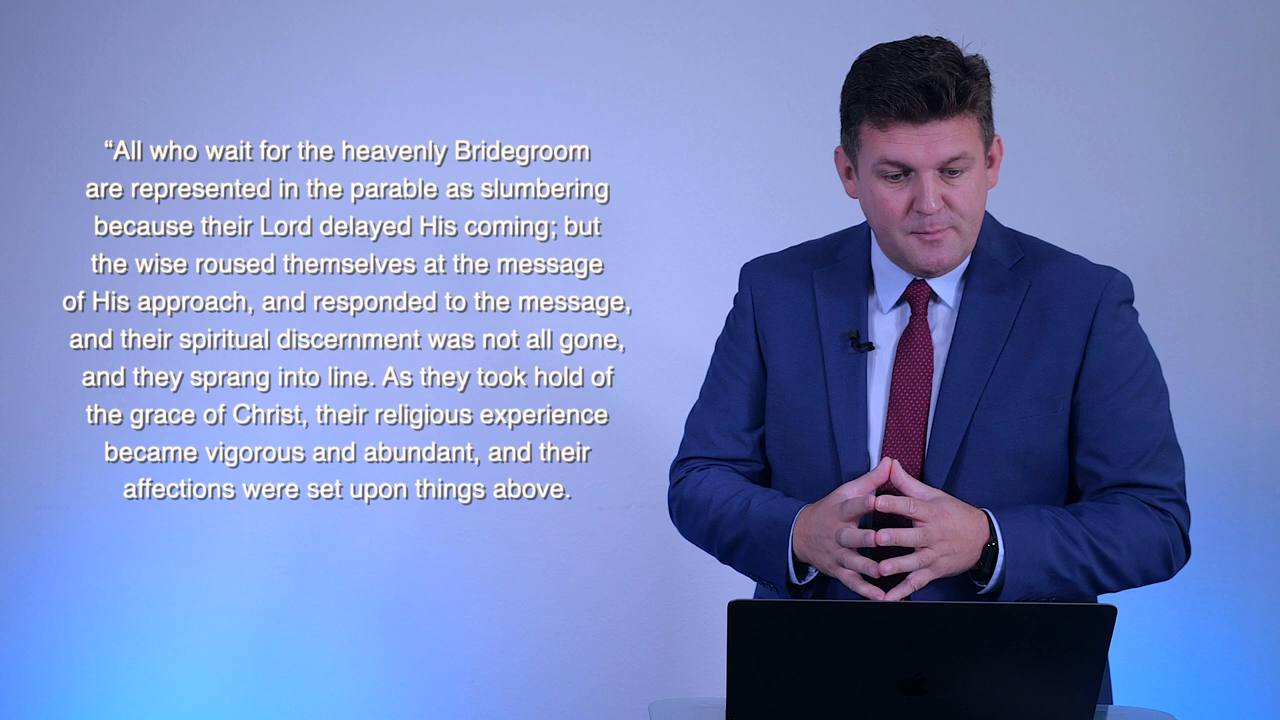 “All who wait for the heavenly Bridegroom
are represented in the parable as slumbering
because their Lord delayed His coming; but
the wise roused themselves at the message
of His approach, and responded to the message,
and their spiritual discernment was not all gone,
and they sprang into line. As they took hold of
the grace of Christ, their religious experience
became vigorous and abundant, and their
affections were set upon things above.